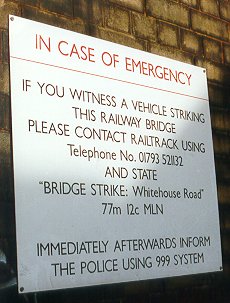 IN CASE OF EMERGENCY
IF YOU WITNESS A VEHICLE STRIKING
THIS RAILWAY BRIDGE
PLEASE CONTACT RAILTRACK USING
Telephone No. 01793 521132
AND STATE
"BRIDGE STRIKE: Whitehouse Road"
77m 12c MLN
IMMEDIATELY AFTERWARDS INFORM
THE POLICE USING 999 SYSTEM